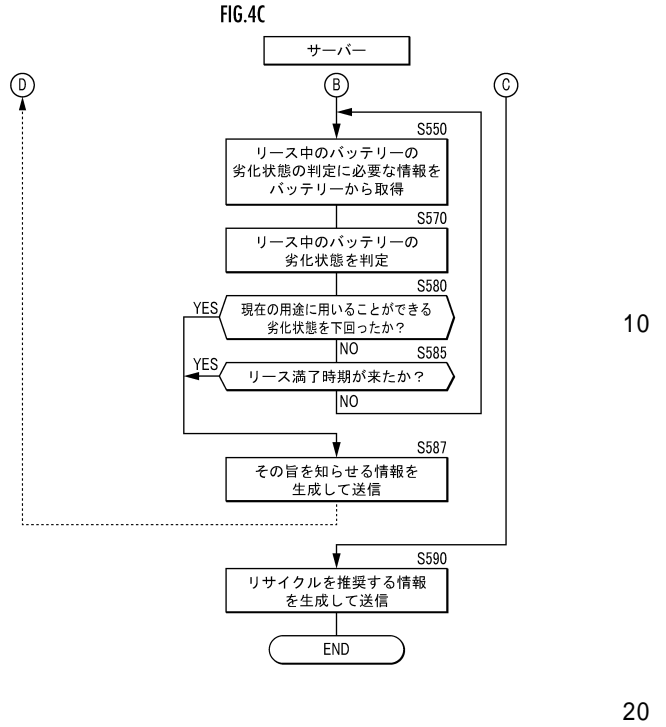 FIG.4C
サーバー
D
B
C
S550
リース中のバッテリーの
劣化状態の判定に必要な情報を
バッテリーから取得
S570
リース中のバッテリーの
劣化状態を判定
S580
YES
現在の用途に用いることができる
劣化状態を下回ったか？
10
NO
S585
YES
リース満了時期が来たか？
NO
S587
その旨を知らせる情報を
生成して送信
S590
リサイクルを推奨する情報
を生成して送信
END
20